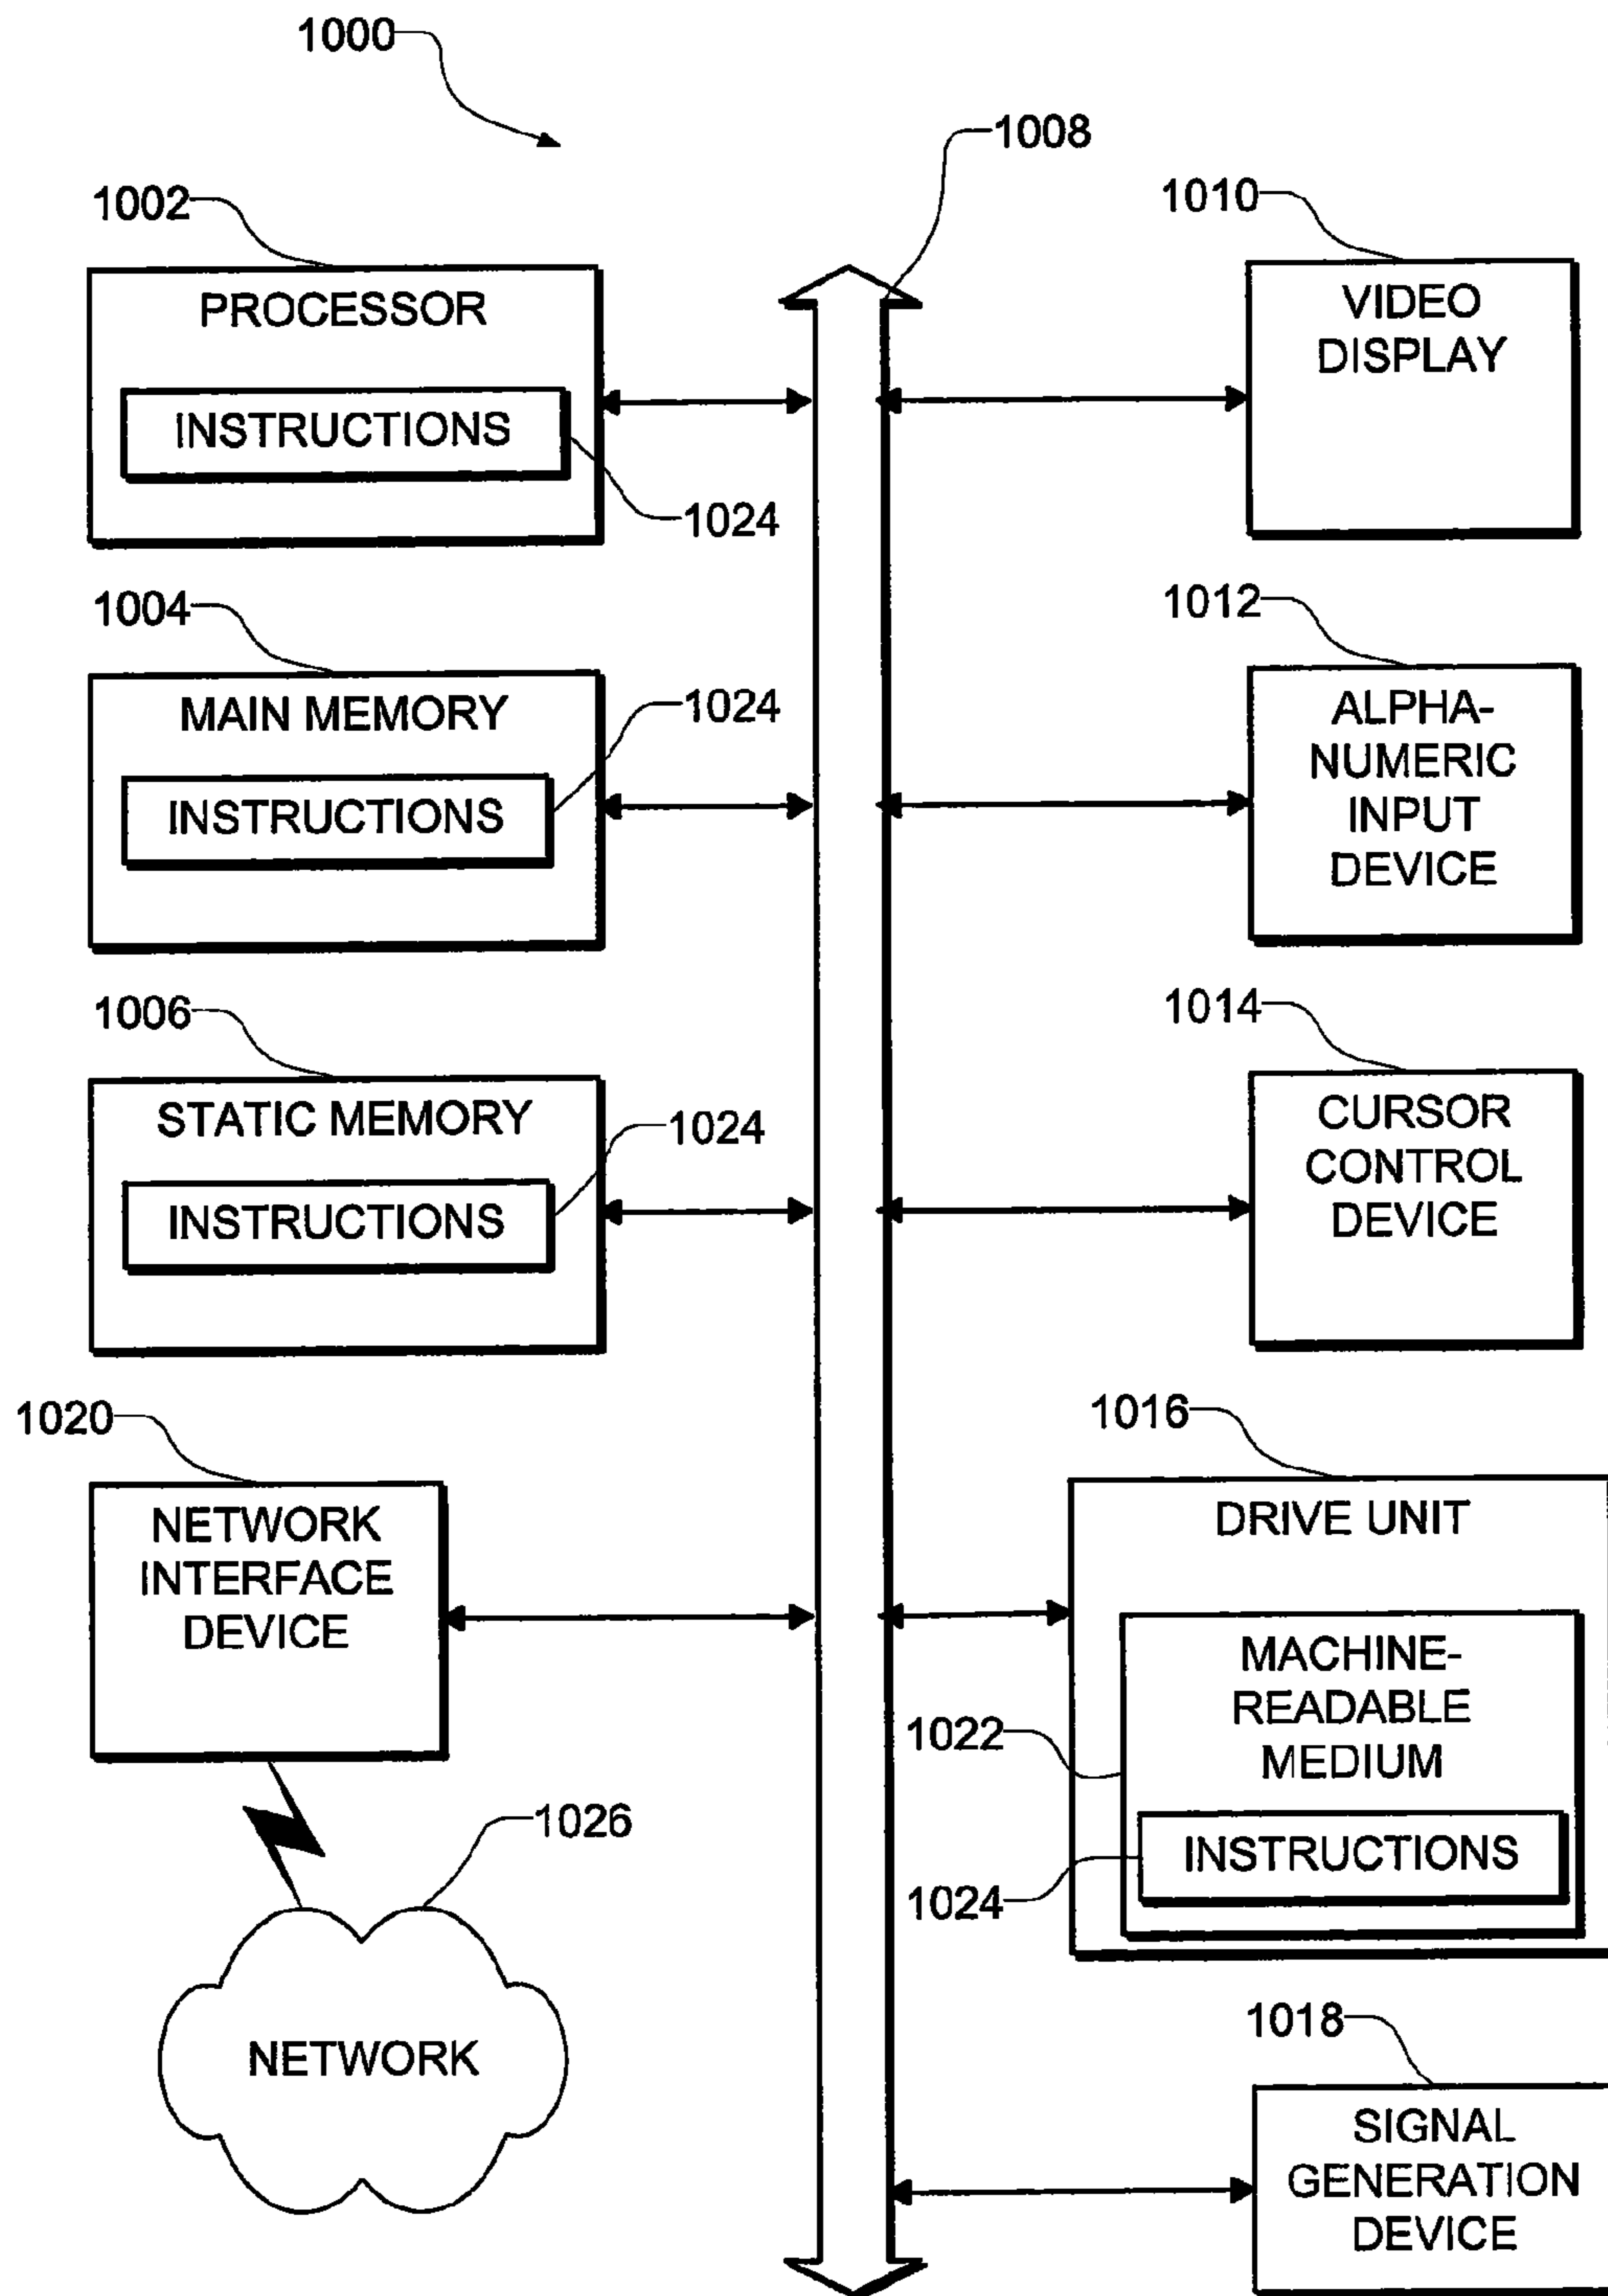 1000
1008
1002
PROCESSOR
INSTRUCTIONS
1024
1010
VIDEO
DISPLAY
1004
MAIN MEMORY
INSTRUCTIONS
1024
1012
ALPHA-
NUMERIC
INPUT
DEVICE
1006
STATIC MEMORY
INSTRUCTIONS
1024
1014
CURSOR
CONTROL
DEVICE
1020
NETWORK
INTERFACE
DEVICE
1016
DRIVE UNIT
MACHINE-
READABLE
MEDIUM
1022
INSTRUCTIONS
1024
1026
NETWORK
1018
SIGNAL
GENERATION
DEVICE